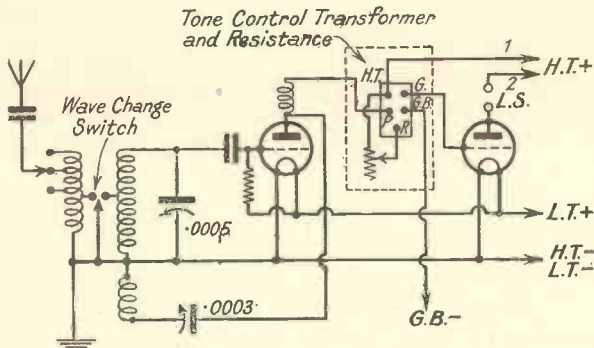 Tone Control Transformer
and Resistance
1
H.T.+
2
L.S.
H.T.
G.
P.
G.B.
R.
Wave Change
Switch
.0005
L.T.+
H.T.-
L.T.-
.0003
G.B.-